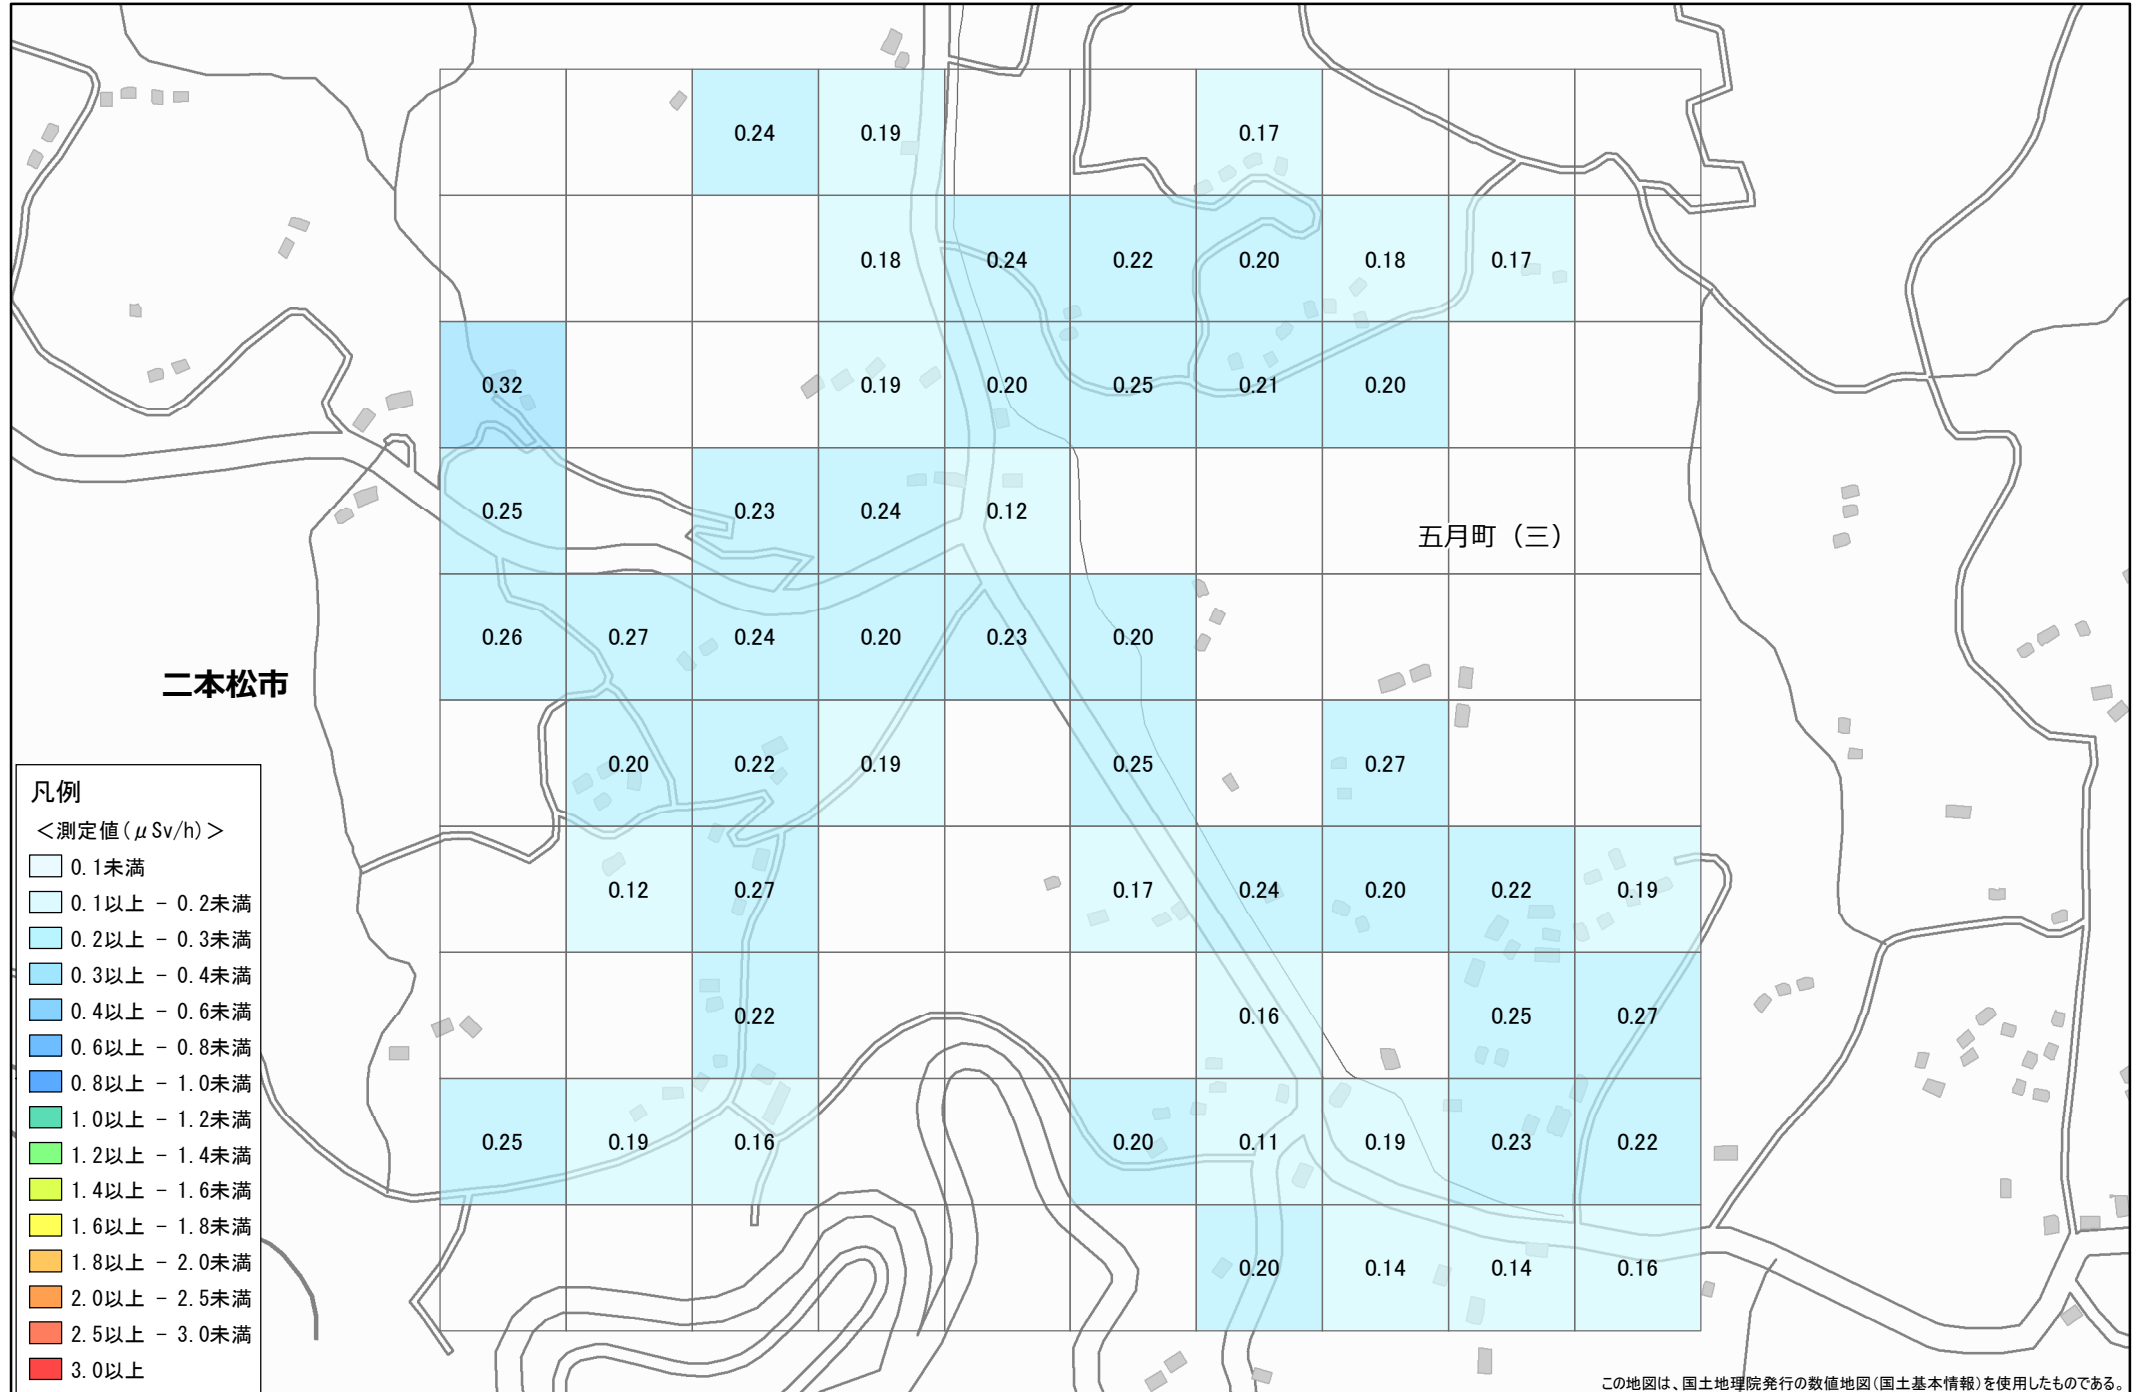 0.24 0.19 0.17
0.18 0.24 0.22 0.20 0.18 0.17
0.32 0.19 0.20 0.25 0.21 0.20
0.25 0.23 0.24 0.12
五月町（三）
0.26 0.27 0.24 0.20 0.23 0.20
二本松市
0.20 0.22 0.19 0.25 0.27
0.12 0.27 0.17 0.24 0.20 0.22 0.19
0.22 0.16 0.25 0.27
0.25 0.19 0.16 0.20 0.11 0.19 0.23 0.22
0.20 0.14 0.14 0.16
凡例
＜測定値(μSv/h)＞
0.1未満
0.1以上 － 0.2未満
0.2以上 － 0.3未満
0.3以上 － 0.4未満
0.4以上 － 0.6未満
0.6以上 － 0.8未満
0.8以上 － 1.0未満
1.0以上 － 1.2未満
1.2以上 － 1.4未満
1.4以上 － 1.6未満
1.6以上 － 1.8未満
1.8以上 － 2.0未満
2.0以上 － 2.5未満
2.5以上 － 3.0未満
3.0以上
この地図は、国土地理院発行の数値地図(国土基本情報)を使用したものである。